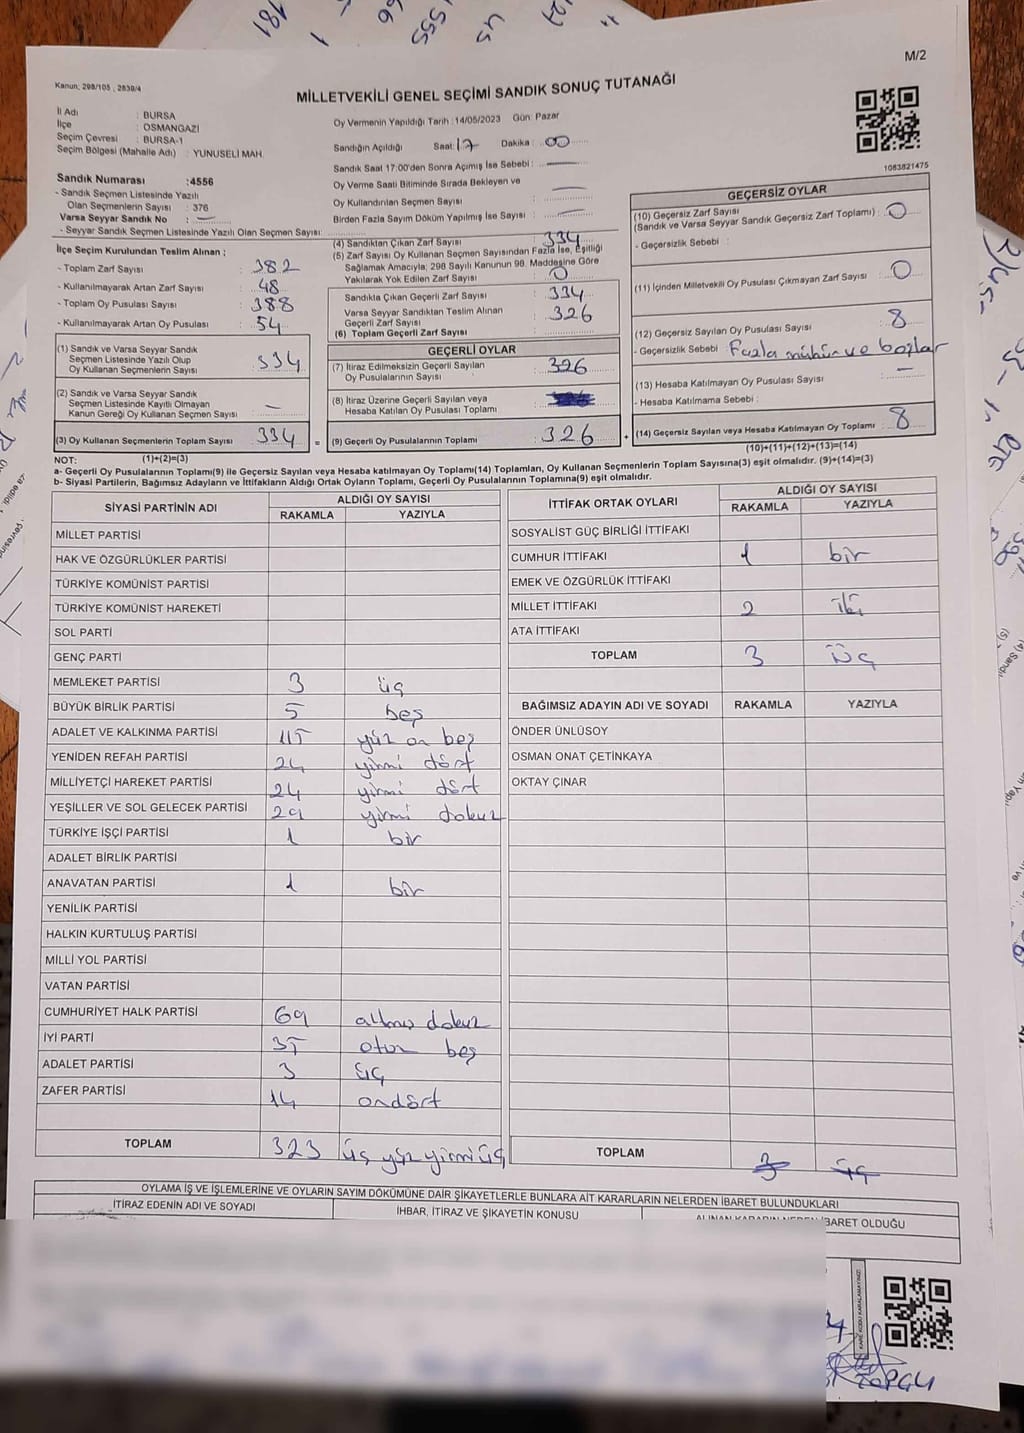 M/2
Kanun: 298/105 , 2839/4
MİLLETVEKİLİ GENEL SEÇİMİ SANDIK SONUÇ TUTANAĞI
İl Adı : BURSA
İlçe : OSMANGAZİ
Seçim Çevresi : BURSA-1
Seçim Bölgesi (Mahalle Adı) : YUNUSELİ MAH.
Oy Vermenin Yapıldığı Tarih :14/05/2023 Gün: Pazar
Sandığın Açıldığı Saat: 17 Dakika : 00
Sandık Saat 17:00'den Sonra Açımış İse Sebebi : —
Oy Verme Saati Bitiminde Sırada Bekleyen ve
Oy Kullandırılan Seçmen Sayısı : —
Birden Fazla Sayım Döküm Yapılmış İse Sayısı : —
1083821475
Sandık Numarası :4556
- Sandık Seçmen Listesinde Yazılı
Olan Seçmenlerin Sayısı : 376
Varsa Seyyar Sandık No : —
- Seyyar Sandık Seçmen Listesinde Yazılı Olan Seçmen Sayısı:
İlçe Seçim Kurulundan Teslim Alınan :
- Toplam Zarf Sayısı : 382
- Kullanılmayarak Artan Zarf Sayısı : 48
- Toplam Oy Pusulası Sayısı : 388
- Kullanılmayarak Artan Oy Pusulası : 54
(1) Sandık ve Varsa Seyyar Sandık
Seçmen Listesinde Yazılı Olup
Oy Kullanan Seçmenlerin Sayısı : 334
(2) Sandık ve Varsa Seyyar Sandık
Seçmen Listesinde Kayıtlı Olmayan
Kanun Gereği Oy Kullanan Seçmen Sayısı : —
(3) Oy Kullanan Seçmenlerin Toplam Sayısı : 334
(4) Sandıktan Çıkan Zarf Sayısı : 334
(5) Zarf Sayısı Oy Kullanan Seçmen Sayısından Fazla İse, Eşitliği
Sağlamak Amacıyla; 298 Sayılı Kanunun 98. Maddesine Göre
Yakılarak Yok Edilen Zarf Sayısı : 0
Sandıkta Çıkan Geçerli Zarf Sayısı : 334
Varsa Seyyar Sandıktan Teslim Alınan
Geçerli Zarf Sayısı : 326
(6) Toplam Geçerli Zarf Sayısı :
GEÇERLİ OYLAR
(7) İtiraz Edilmeksizin Geçerli Sayılan
Oy Pusulalarının Sayısı : 326
(8) İtiraz Üzerine Geçerli Sayılan veya
Hesaba Katılan Oy Pusulası Toplamı :
= (9) Geçerli Oy Pusulalarının Toplamı : 326 +
GEÇERSİZ OYLAR
(10) Geçersiz Zarf Sayısı
(Sandık ve Varsa Seyyar Sandık Geçersiz Zarf Toplamı) : 0
- Geçersizlik Sebebi :
(11) İçinden Milletvekili Oy Pusulası Çıkmayan Zarf Sayısı : 0
(12) Geçersiz Sayılan Oy Pusulası Sayısı : 8
- Geçersizlik Sebebi : Fazla mühür ve boşlar
(13) Hesaba Katılmayan Oy Pusulası Sayısı : —
- Hesaba Katılmama Sebebi :
(14) Geçersiz Sayılan veya Hesaba Katılmayan Oy Toplamı : 8
NOT: (1)+(2)=(3)
(10)+(11)+(12)+(13)=(14)
a- Geçerli Oy Pusulalarının Toplamı(9) ile Geçersiz Sayılan veya Hesaba katılmayan Oy Toplamı(14) Toplamları, Oy Kullanan Seçmenlerin Toplam Sayısına(3) eşit olmalıdır. (9)+(14)=(3)
b- Siyasi Partilerin, Bağımsız Adayların ve İttifakların Aldığı Ortak Oyların Toplamı, Geçerli Oy Pusulalarının Toplamına(9) eşit olmalıdır.
SİYASİ PARTİNİN ADI ALDIĞI OY SAYISI
RAKAMLA YAZIYLA
MİLLET PARTİSİ
HAK VE ÖZGÜRLÜKLER PARTİSİ
TÜRKİYE KOMÜNİST PARTİSİ
TÜRKİYE KOMÜNİST HAREKETİ
SOL PARTİ
GENÇ PARTİ
MEMLEKET PARTİSİ 3 üç
BÜYÜK BİRLİK PARTİSİ 5 beş
ADALET VE KALKINMA PARTİSİ 115 yüz on beş
YENİDEN REFAH PARTİSİ 24 yirmi dört
MİLLİYETÇİ HAREKET PARTİSİ 24 yirmi dört
YEŞİLLER VE SOL GELECEK PARTİSİ 29 yirmi dokuz
TÜRKİYE İŞÇİ PARTİSİ 1 bir
ADALET BİRLİK PARTİSİ
ANAVATAN PARTİSİ 1 bir
YENİLİK PARTİSİ
HALKIN KURTULUŞ PARTİSİ
MİLLİ YOL PARTİSİ
VATAN PARTİSİ
CUMHURİYET HALK PARTİSİ 69 altmış dokuz
İYİ PARTİ 35 otuz beş
ADALET PARTİSİ 3 üç
ZAFER PARTİSİ 14 ondört
TOPLAM 323 üç yüz yirmi üç
İTTİFAK ORTAK OYLARI ALDIĞI OY SAYISI
RAKAMLA YAZIYLA
SOSYALİST GÜÇ BİRLİĞİ İTTİFAKI
CUMHUR İTTİFAKI 1 bir
EMEK VE ÖZGÜRLÜK İTTİFAKI
MİLLET İTTİFAKI 2 iki
ATA İTTİFAKI
TOPLAM 3 üç
BAĞIMSIZ ADAYIN ADI VE SOYADI RAKAMLA YAZIYLA
ÖNDER ÜNLÜSOY
OSMAN ONAT ÇETİNKAYA
OKTAY ÇINAR
TOPLAM 3 üç
OYLAMA İŞ VE İŞLEMLERİNE VE OYLARIN SAYIM DÖKÜMÜNE DAİR ŞİKAYETLERLE BUNLARA AİT KARARLARIN NELERDEN İBARET BULUNDUKLARI
İTİRAZ EDENİN ADI VE SOYADI İHBAR, İTİRAZ VE ŞİKAYETİN KONUSU ALINAN KARARIN NEDEN İBARET OLDUĞU
KARE KODU KARALAMAYINIZ!